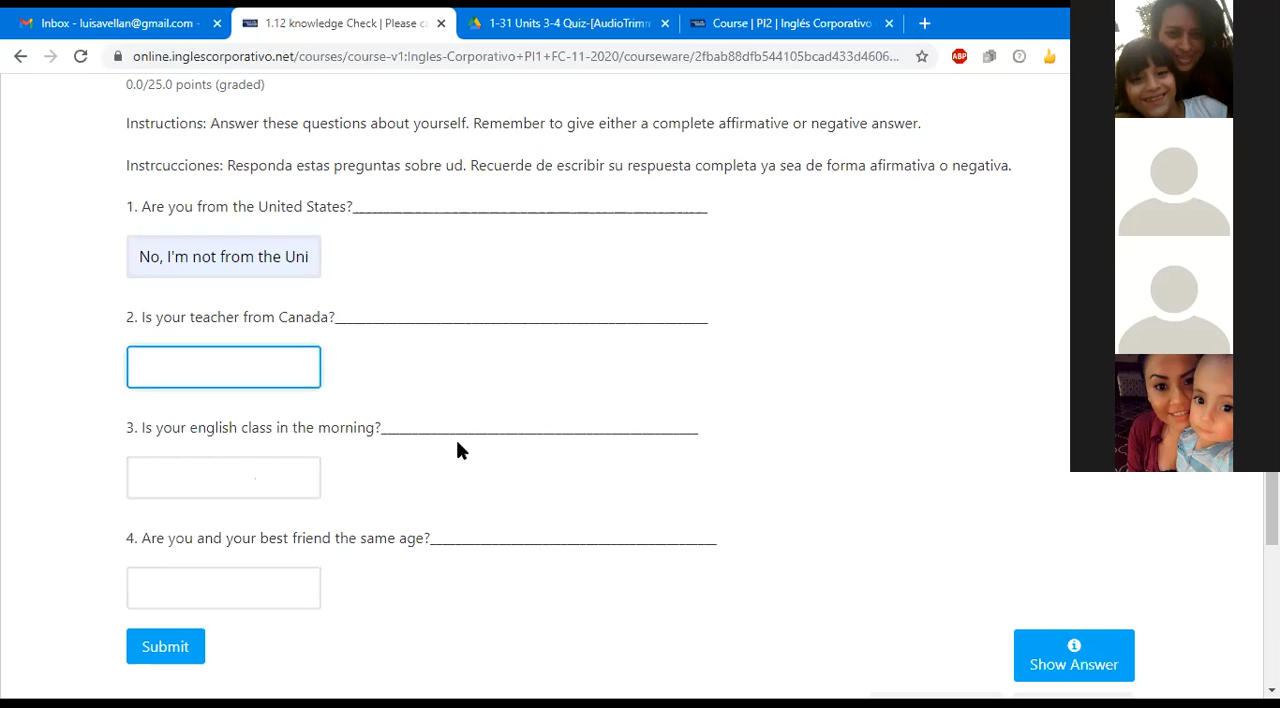 Inbox - luisavellan@gmail.com -
1.12 knowledge Check | Please c
1-31 Units 3-4 Quiz-[AudioTrimm
Course | PI2 | Inglés Corporativo
online.inglescorporativo.net/courses/course-v1:Ingles-Corporativo+PI1+FC-11-2020/courseware/2fbab88dfb544105bcad433d4606...
ABP
0.0/25.0 points (graded)
Instructions: Answer these questions about yourself. Remember to give either a complete affirmative or negative answer.
Instrcucciones: Responda estas preguntas sobre ud. Recuerde de escribir su respuesta completa ya sea de forma afirmativa o negativa.
1. Are you from the United States?
No, I'm not from the Uni
2. Is your teacher from Canada?
3. Is your english class in the morning?
4. Are you and your best friend the same age?
Submit
Show Answer